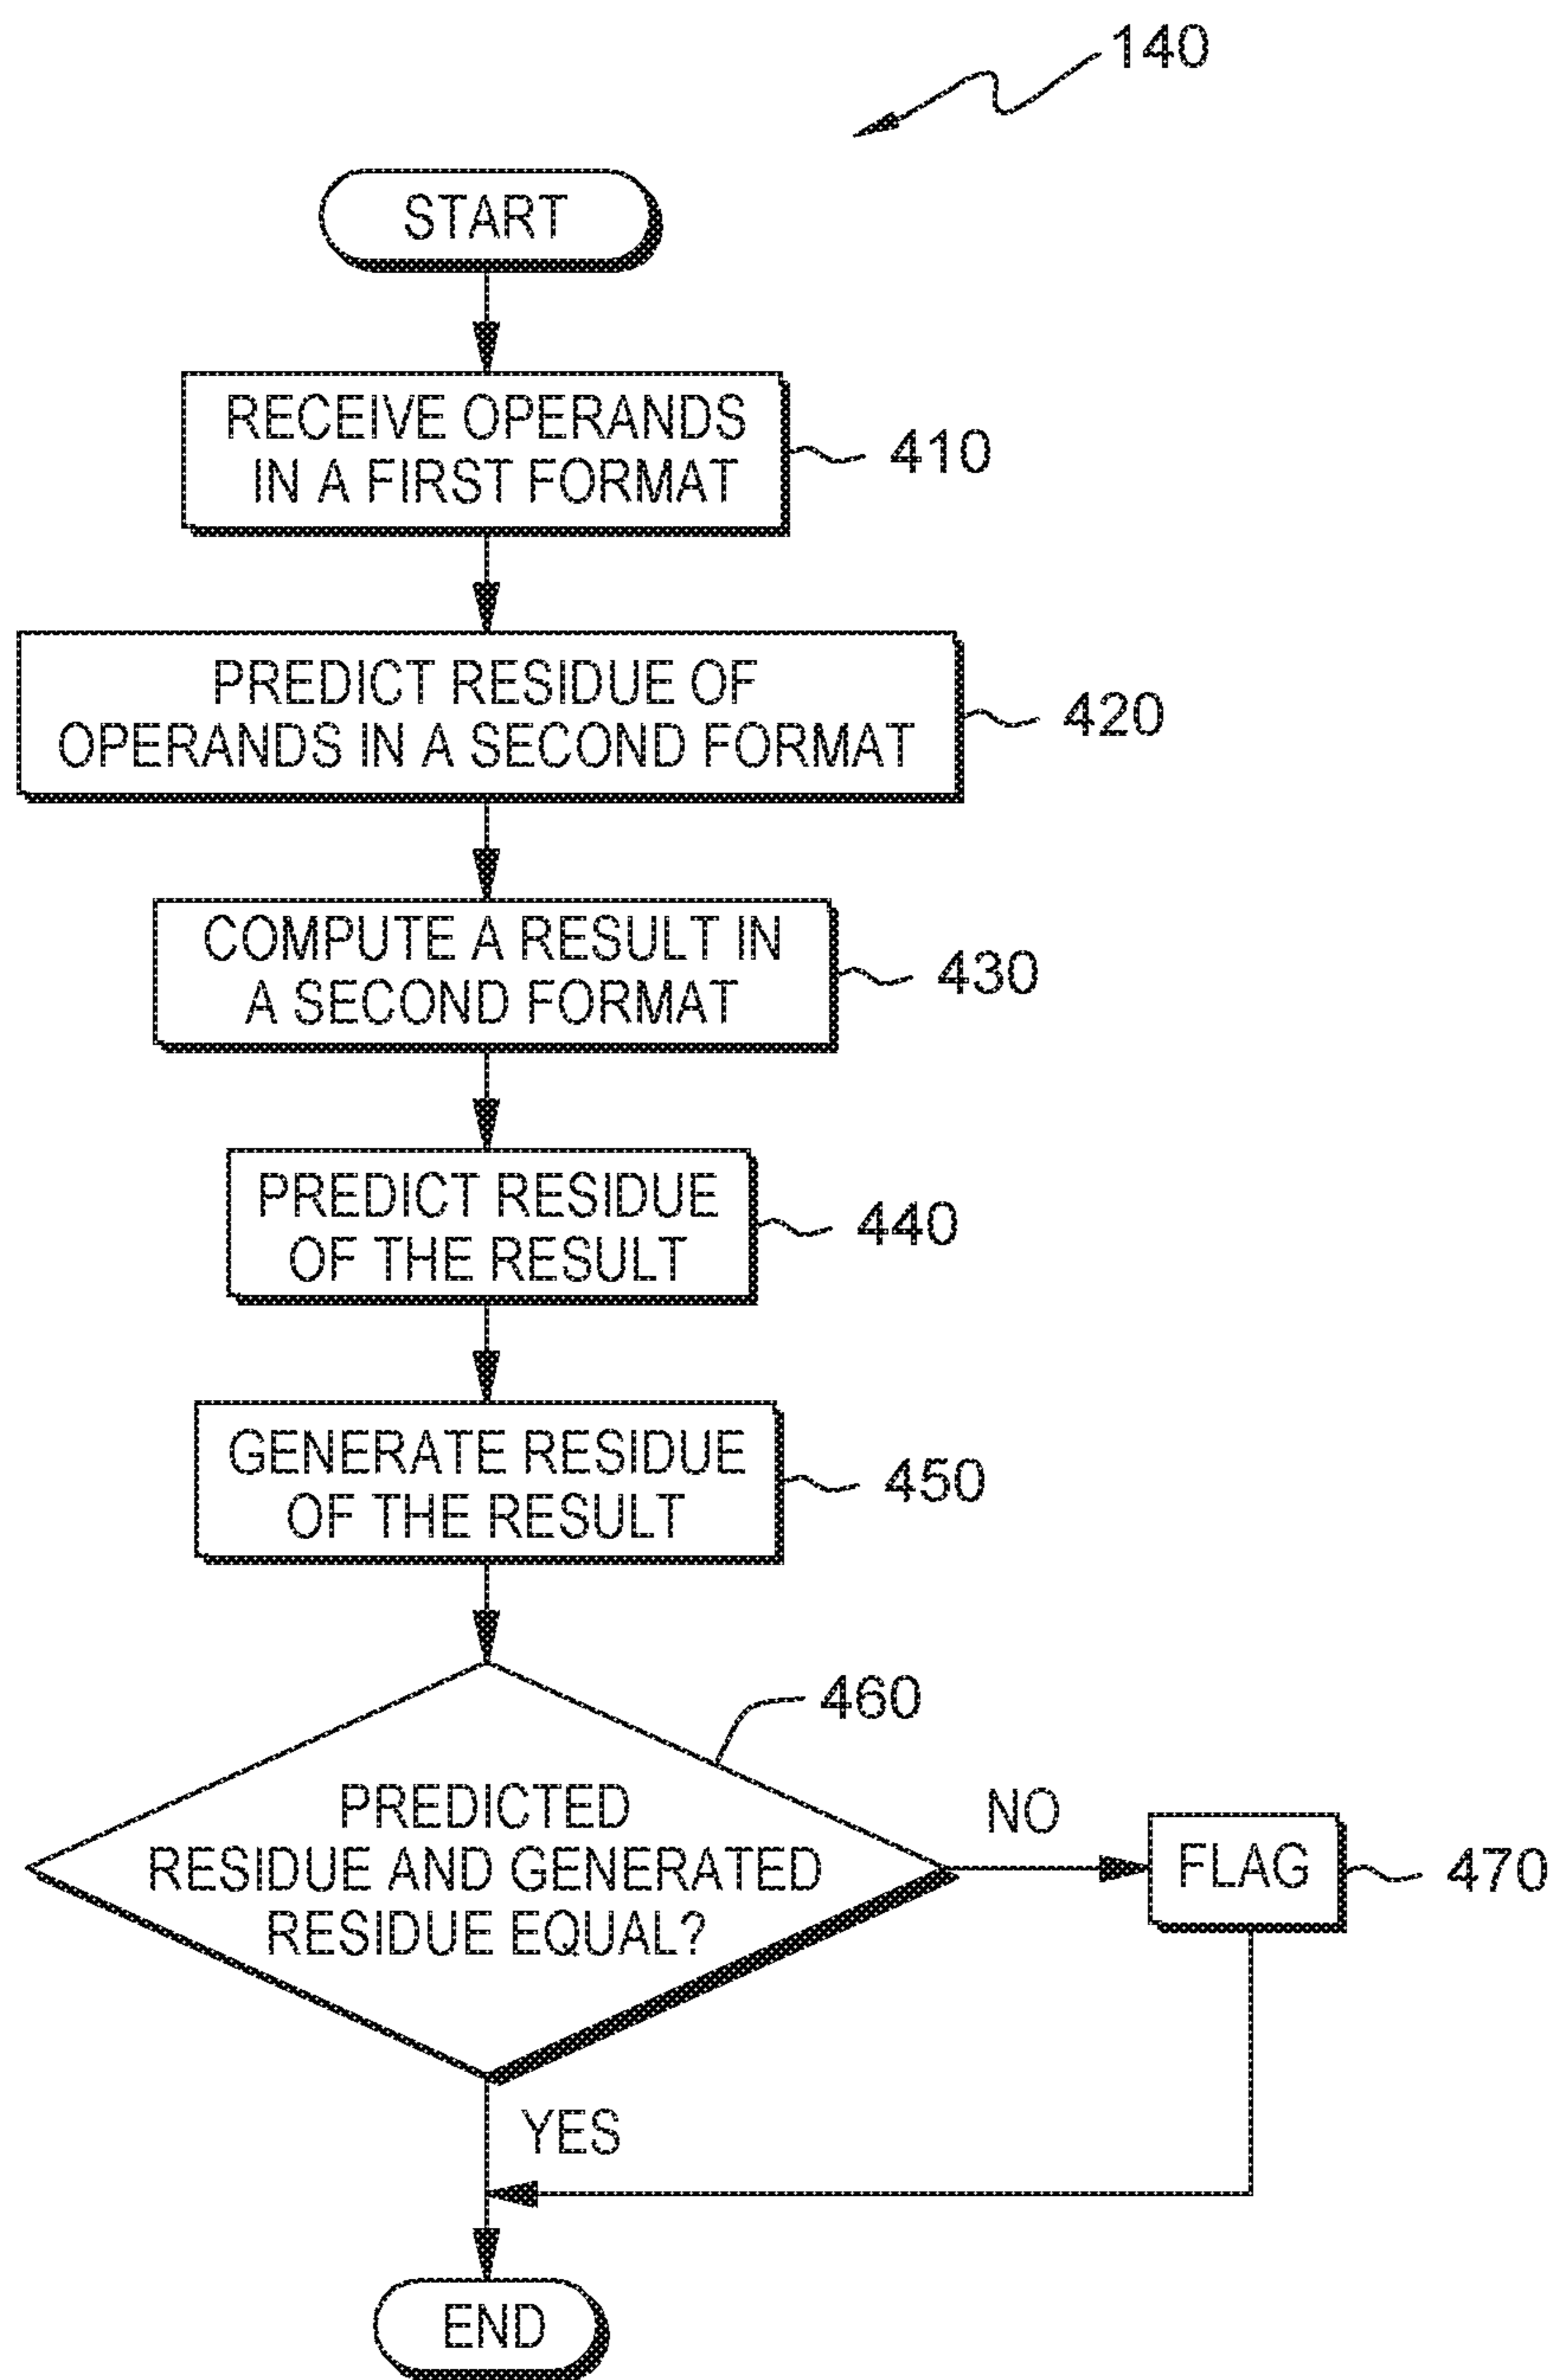 140
START
RECEIVE OPERANDS
IN A FIRST FORMAT
410
PREDICT RESIDUE OF
OPERANDS IN A SECOND FORMAT
420
COMPUTE A RESULT IN
A SECOND FORMAT
430
PREDICT RESIDUE
OF THE RESULT
440
GENERATE RESIDUE
OF THE RESULT
450
460
PREDICTED
RESIDUE AND GENERATED
RESIDUE EQUAL?
NO
FLAG
470
YES
END